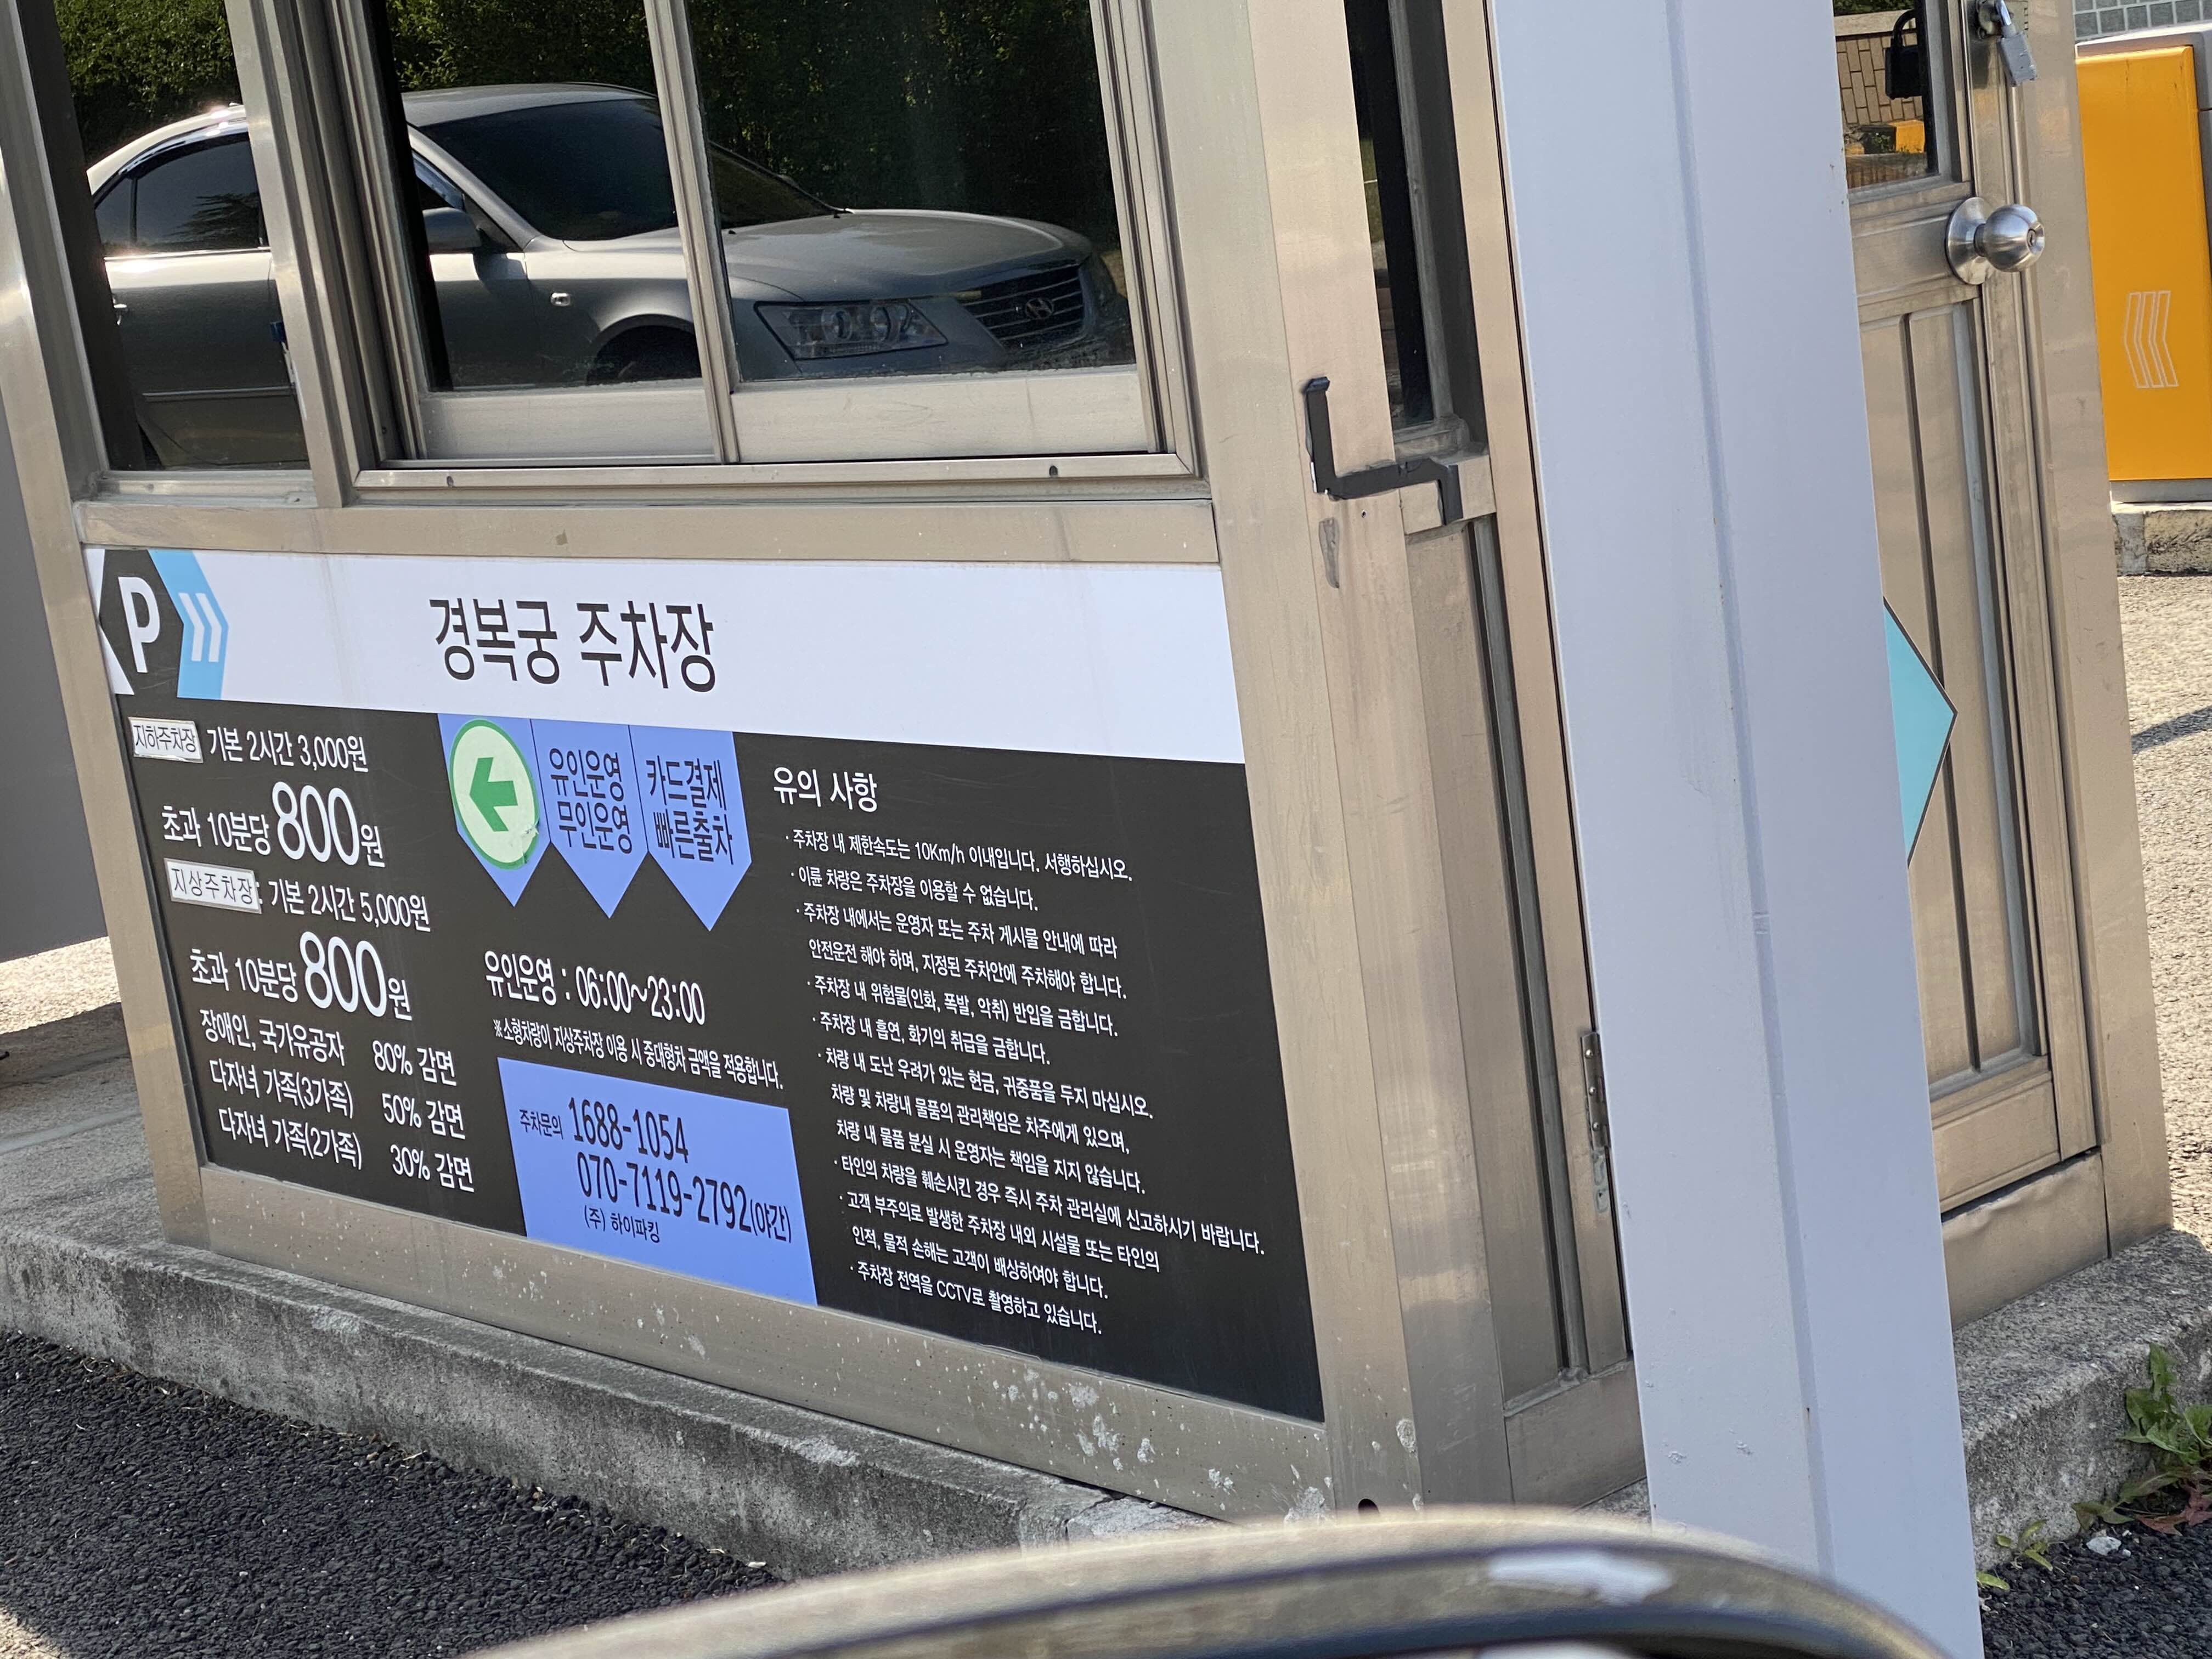 P
경복궁 주차장
지하주차장 기본 2시간 3,000원
초과 10분당 800원
지상주차장: 기본 2시간 5,000원
초과 10분당 800원
장애인, 국가유공자 80% 감면
다자녀 가족(3가족) 50% 감면
다자녀 가족(2가족) 30% 감면
유인운영
무인운영
카드결제
빠른출차
유인운영 : 06:00~23:00
※소형차량이 지상주차장 이용 시 중대형차 금액을 적용합니다.
주차문의 1688-1054
070-7119-2792(야간)
(주) 하이파킹
유의 사항
· 주차장 내 제한속도는 10Km/h 이내입니다. 서행하십시오.
· 이륜 차량은 주차장을 이용할 수 없습니다.
· 주차장 내에서는 운영자 또는 주차 게시물 안내에 따라
안전운전 해야 하며, 지정된 주차안에 주차해야 합니다.
· 주차장 내 위험물(인화, 폭발, 악취) 반입을 금합니다.
· 주차장 내 흡연, 화기의 취급을 금합니다.
· 차량 내 도난 우려가 있는 현금, 귀중품을 두지 마십시오.
차량 및 차량내 물품의 관리책임은 차주에게 있으며,
차량 내 물품 분실 시 운영자는 책임을 지지 않습니다.
· 타인의 차량을 훼손시킨 경우 즉시 주차 관리실에 신고하시기 바랍니다.
· 고객 부주의로 발생한 주차장 내외 시설물 또는 타인의
인적, 물적 손해는 고객이 배상하여야 합니다.
· 주차장 전역을 CCTV로 촬영하고 있습니다.